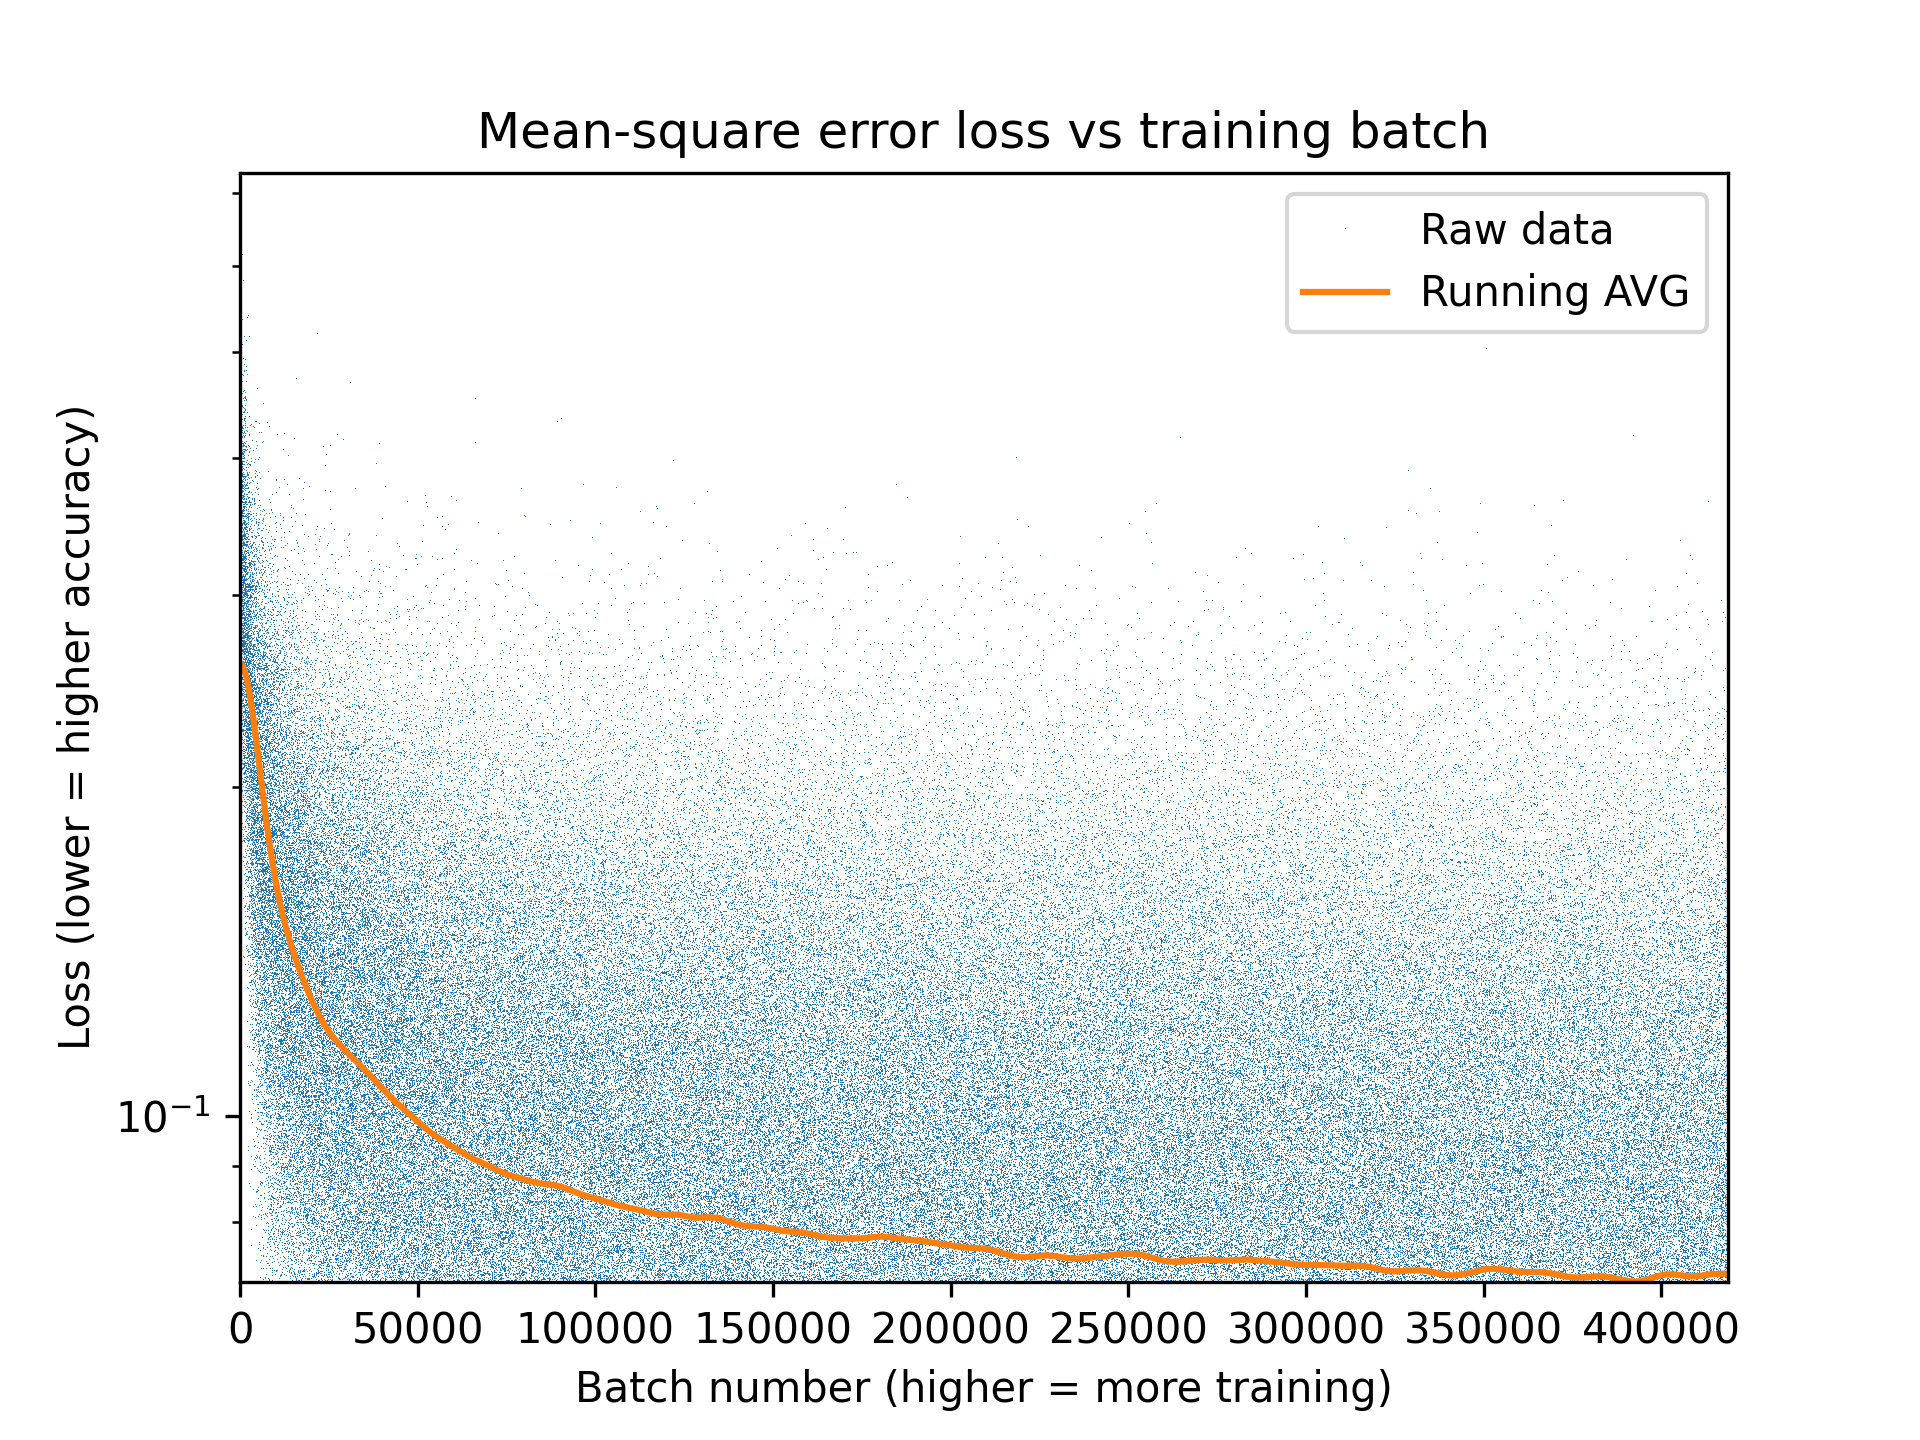 Mean-square error loss vs training batch
Raw data
Running AVG
Loss (lower = higher accuracy)
10⁻¹
0 50000 100000 150000 200000 250000 300000 350000 400000
Batch number (higher = more training)